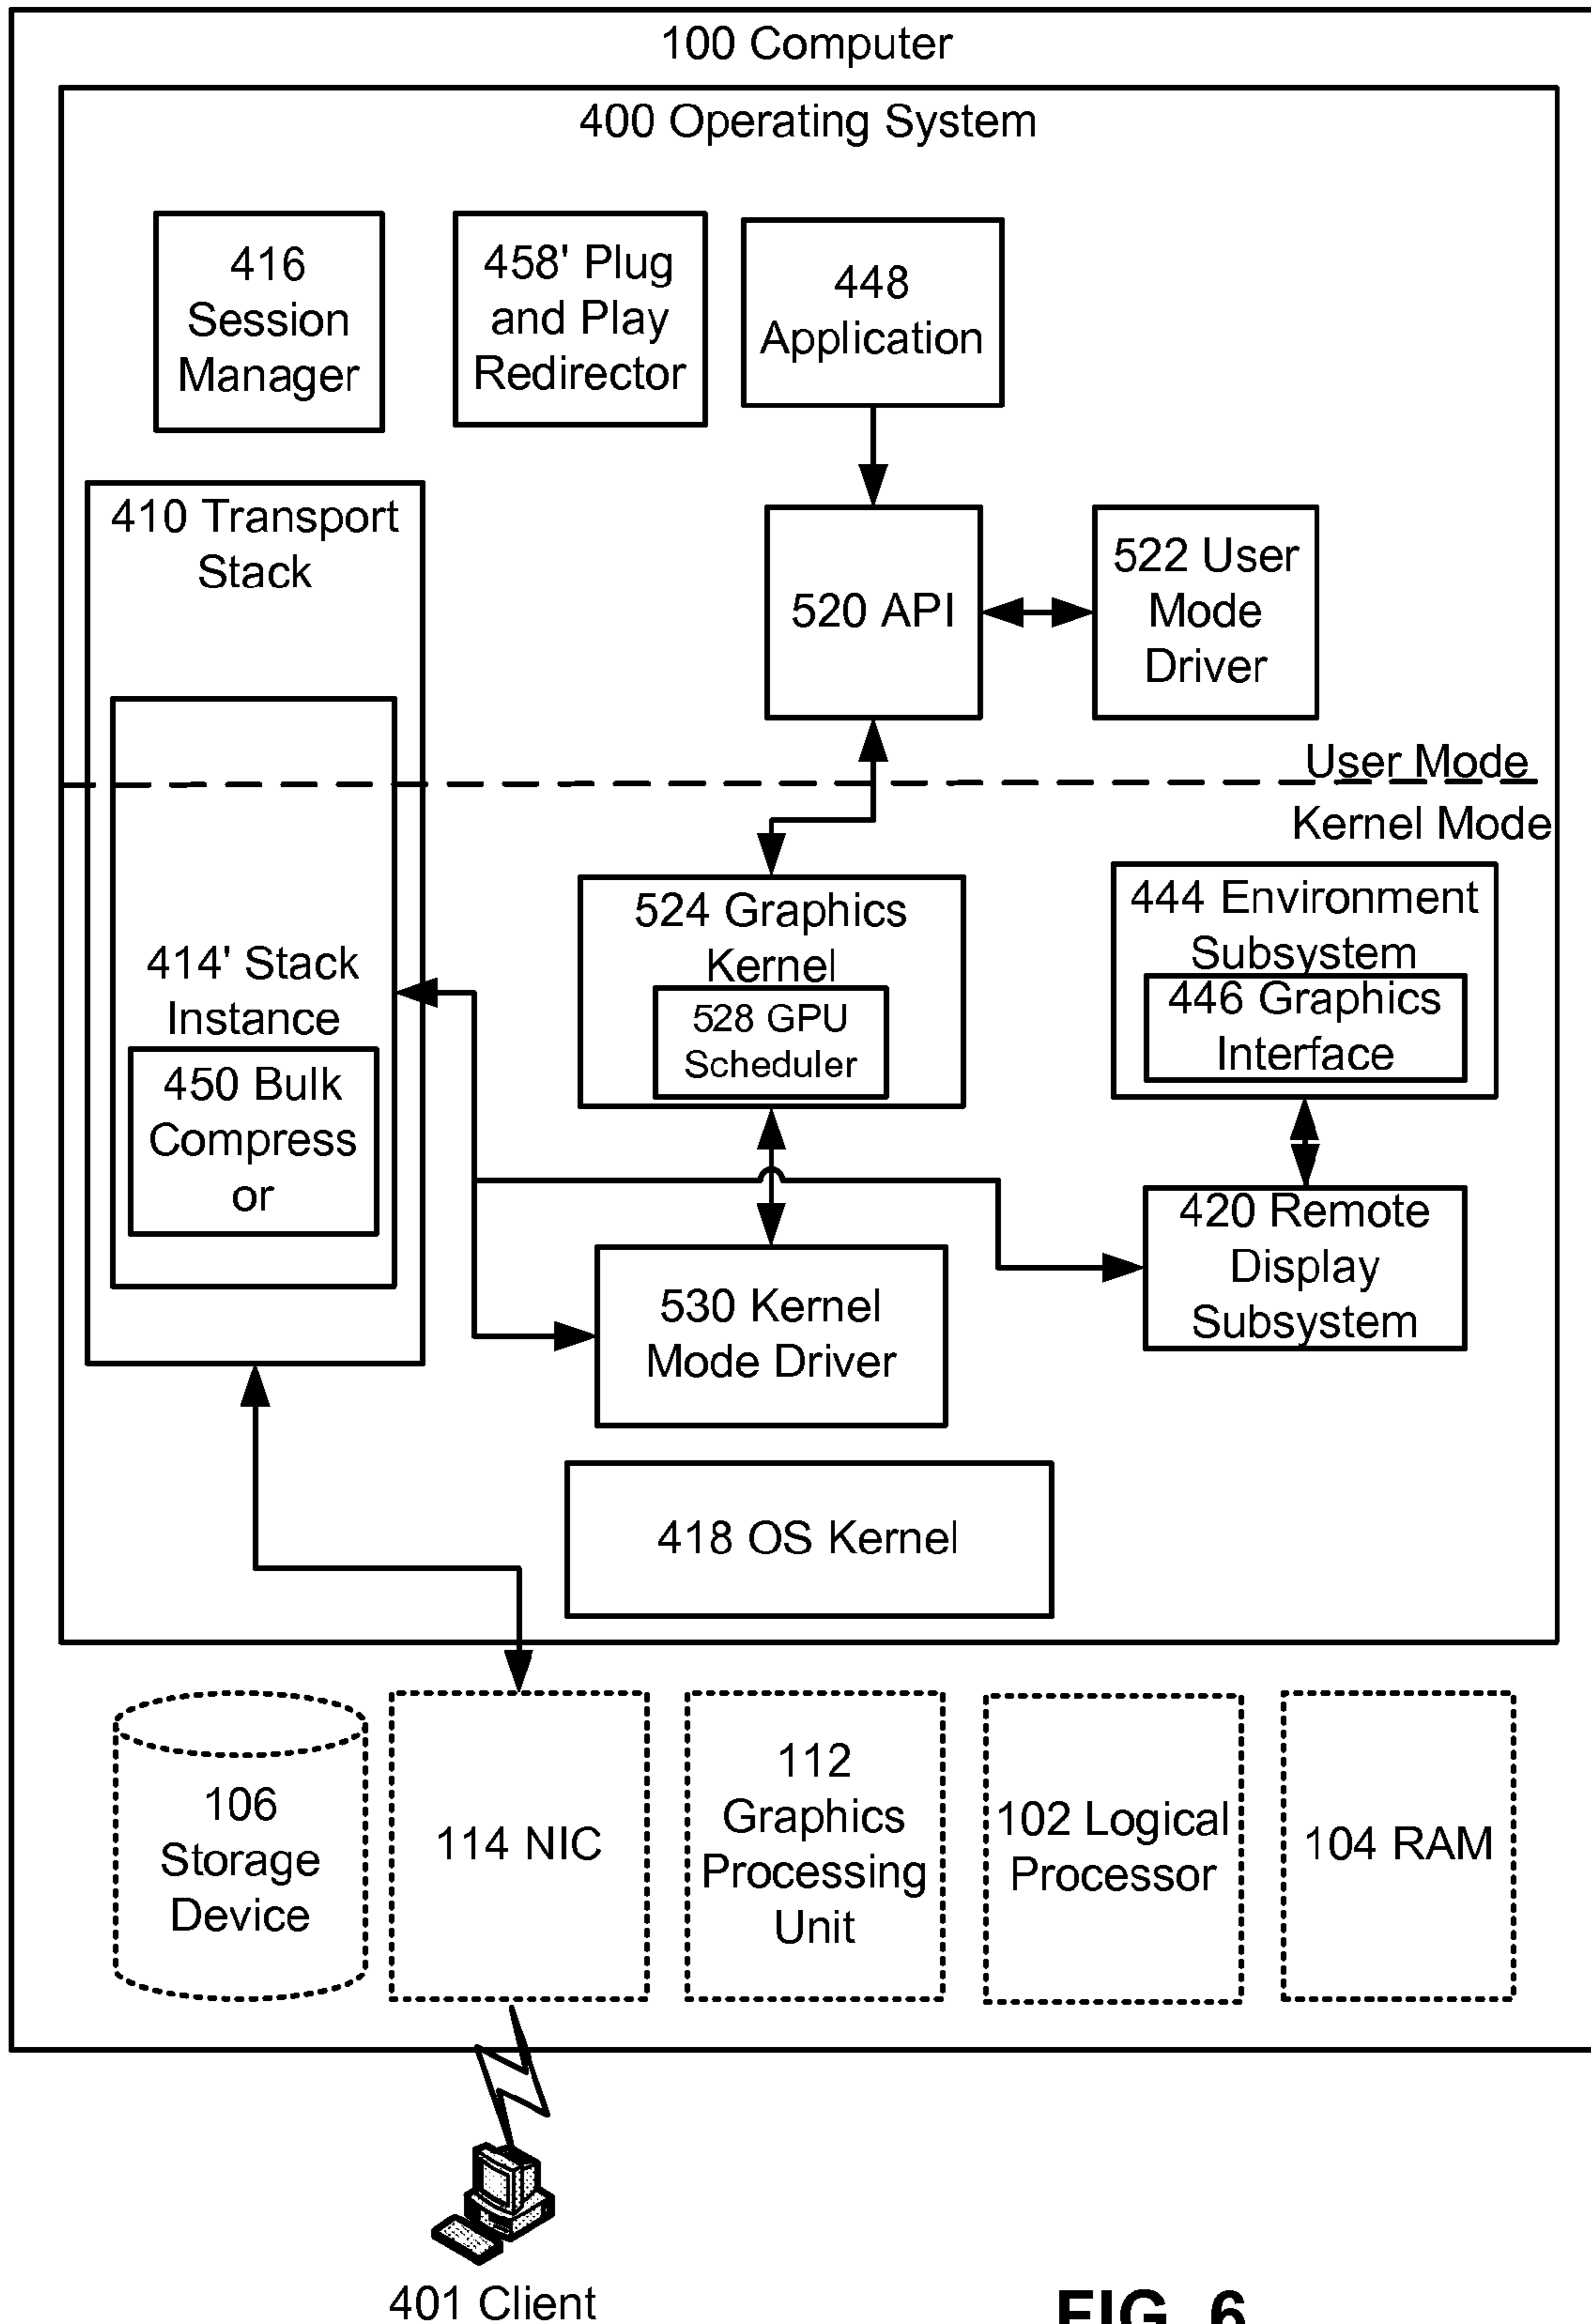 100 Computer
400 Operating System
416
Session
Manager
458' Plug
and Play
Redirector
448
Application
410 Transport
Stack
520 API
522 User
Mode
Driver
User Mode
Kernel Mode
414' Stack
Instance
450 Bulk
Compress
or
524 Graphics
Kernel
528 GPU
Scheduler
444 Environment
Subsystem
446 Graphics
Interface
530 Kernel
Mode Driver
420 Remote
Display
Subsystem
418 OS Kernel
106
Storage
Device
114 NIC
112
Graphics
Processing
Unit
102 Logical
Processor
104 RAM
401 Client
FIG. 6